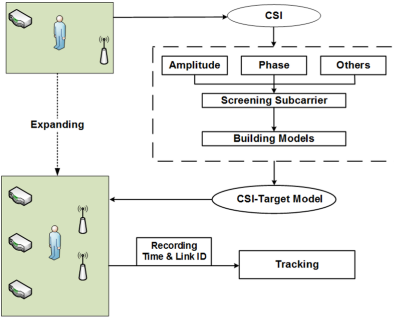 CSI
Amplitude
Phase
Others
Screening Subcarrier
Building Models
Expanding
CSI-Target Model
Recording
Time & Link ID
Tracking